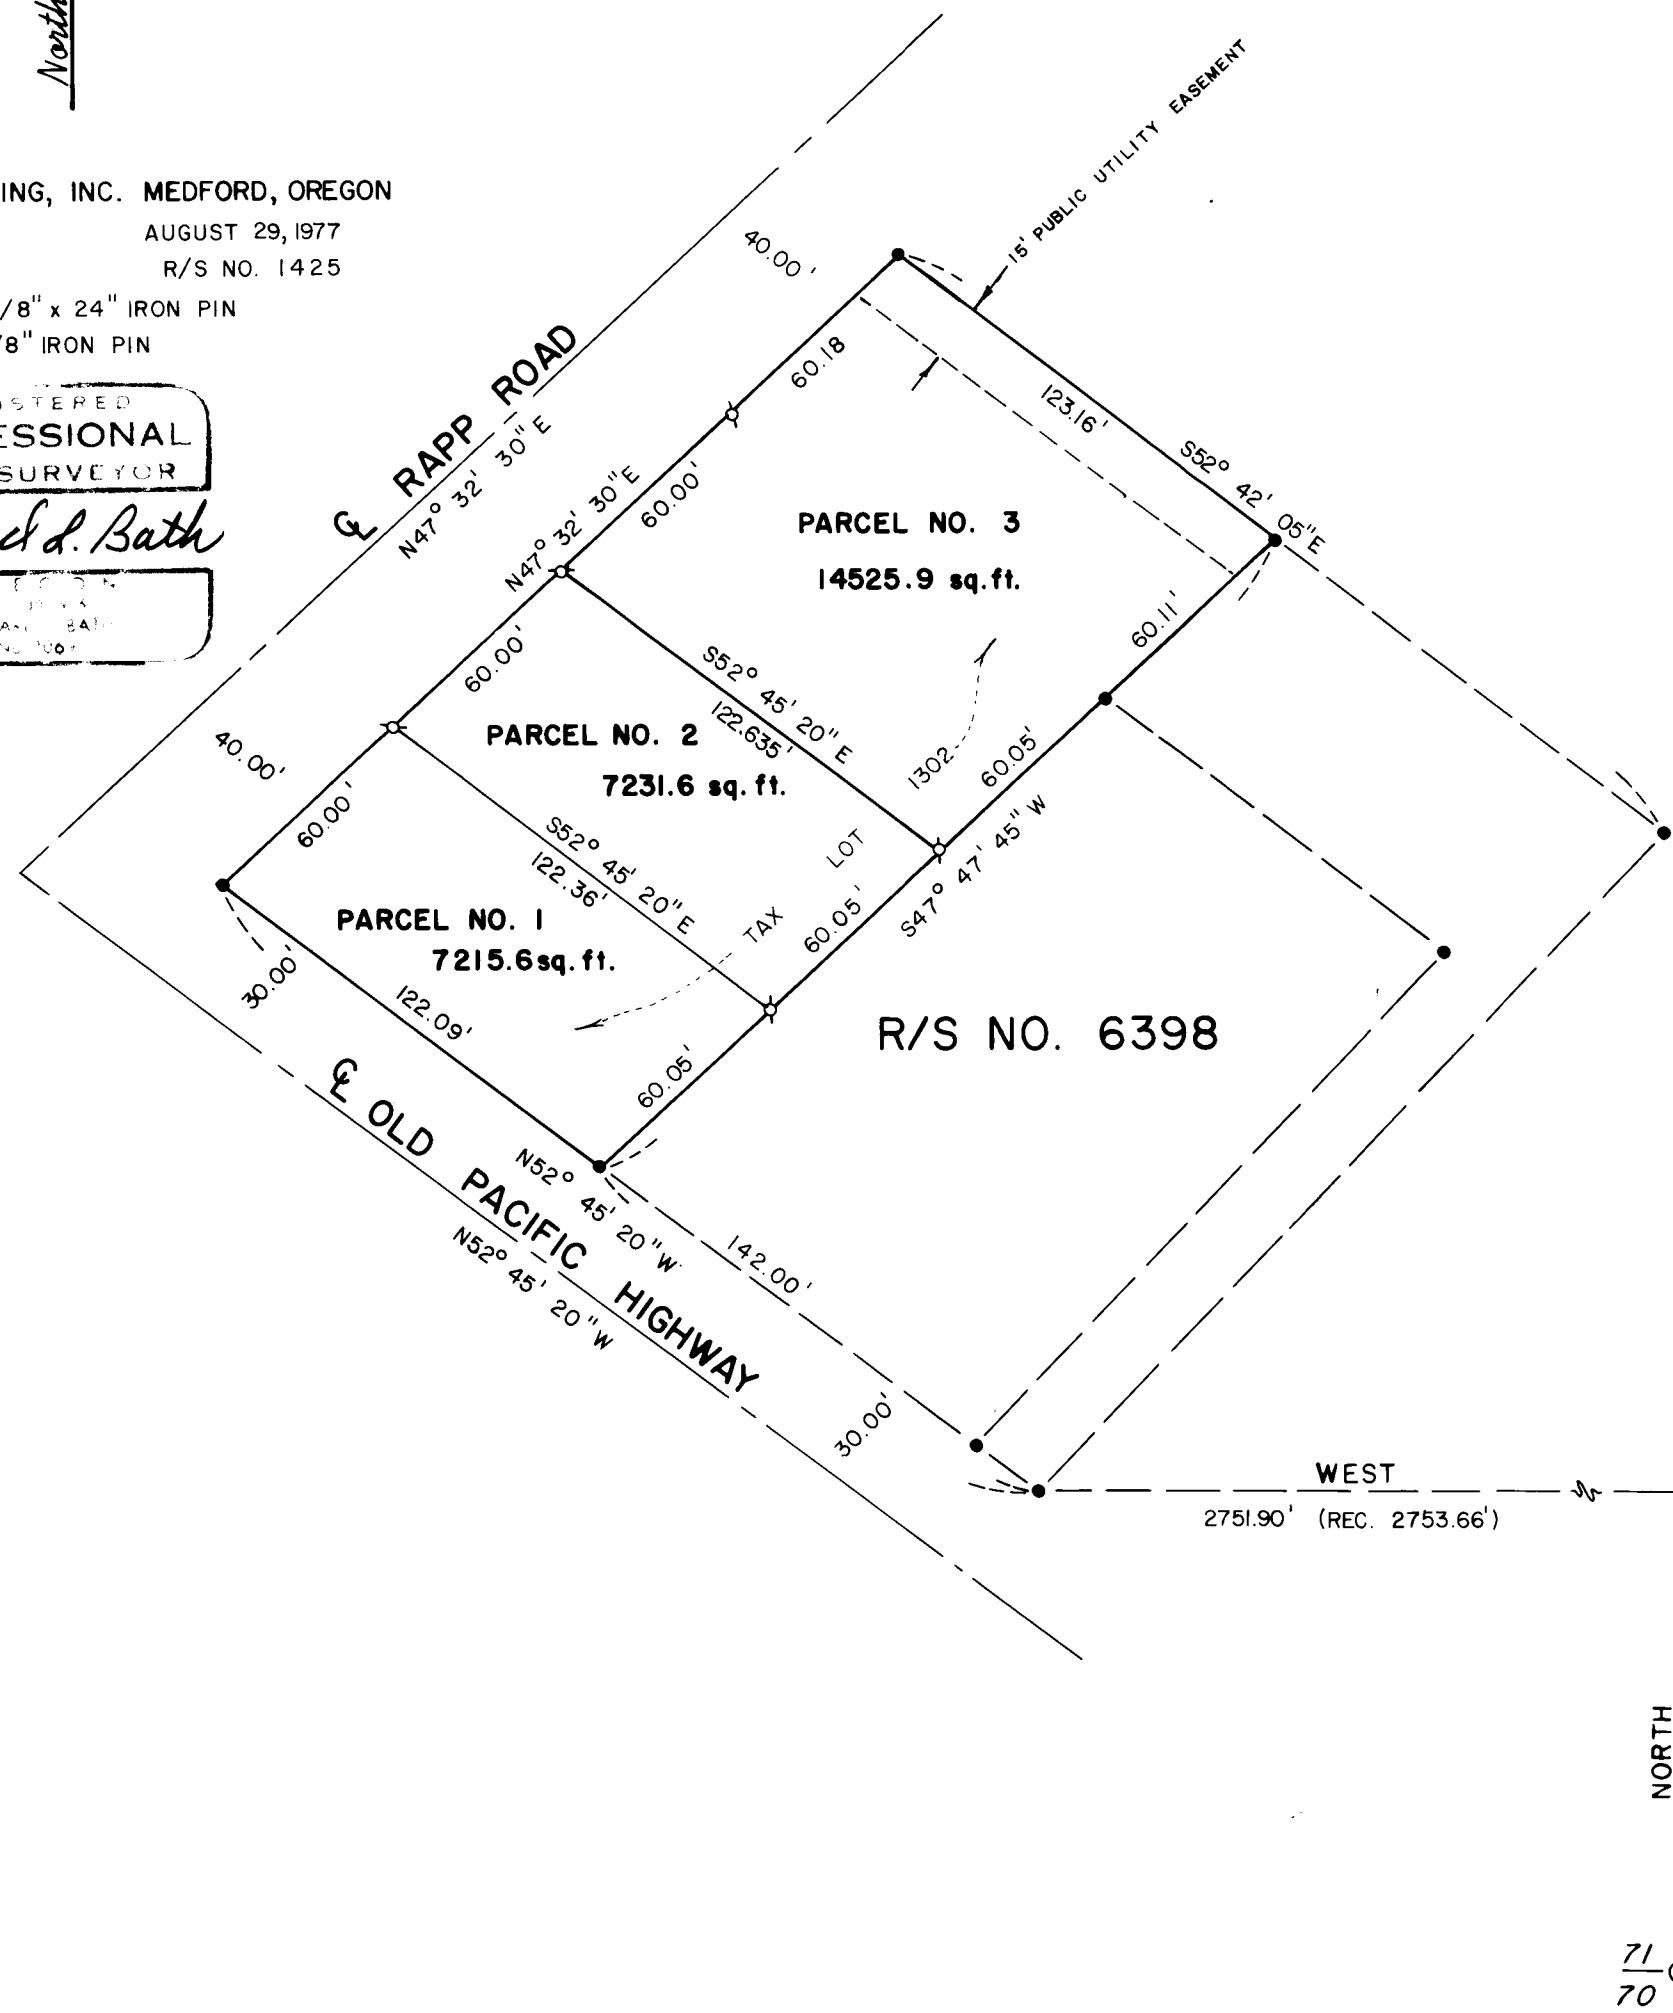 North
ING, INC. MEDFORD, OREGON
AUGUST 29, 1977
R/S NO. 1425
/8" x 24" IRON PIN
/8" IRON PIN
STERED
ESSIONAL
SURVEYOR
d L. Bath
15' PUBLIC UTILITY EASEMENT
40.00'
℄ RAPP ROAD
N47° 32' 30" E
60.18
N47° 32' 30" E
60.00'
123.16'
S52° 42' 05" E
PARCEL NO. 3
14525.9 sq. ft.
60.11'
60.00'
S52° 45' 20" E
122.635'
PARCEL NO. 2
7231.6 sq. ft.
TAX LOT 1302
60.05'
40.00'
60.00'
S52° 45' 20" E
122.36'
PARCEL NO. 1
7215.6 sq. ft.
60.05'
S47° 47' 45" W
30.00'
122.09'
60.05'
R/S NO. 6398
℄ OLD PACIFIC HIGHWAY
N52° 45' 20" W
N52° 45' 20" W
142.00'
30.00'
WEST
2751.90' (REC. 2753.66')
NORTH
71
70